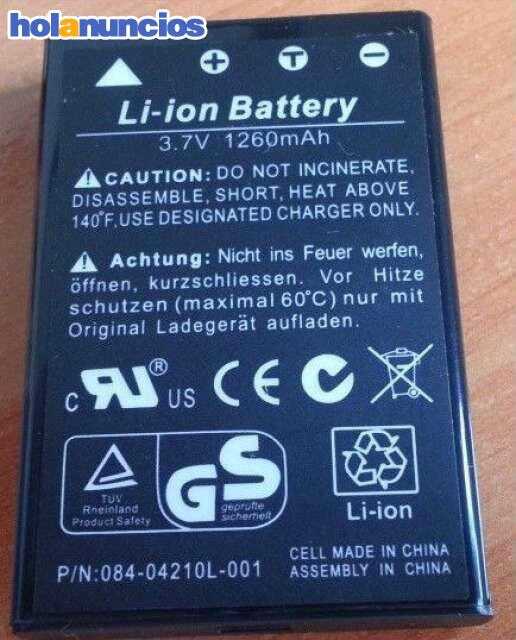 holanuncios
+ T −
Li-ion Battery
3.7V 1260mAh
CAUTION: DO NOT INCINERATE,
DISASSEMBLE, SHORT, HEAT ABOVE
140°F,USE DESIGNATED CHARGER ONLY.
Achtung: Nicht ins Feuer werfen,
öffnen, kurzschliessen. Vor Hitze
schutzen (maximal 60°C) nur mit
Original Ladegerät aufladen.
c RU® US CE
TÜV
Rheinland
Product Safety
GS
geprüfte
sicherheit
Li-ion
CELL MADE IN CHINA
P/N:084-04210L-001
ASSEMBLED IN CHINA